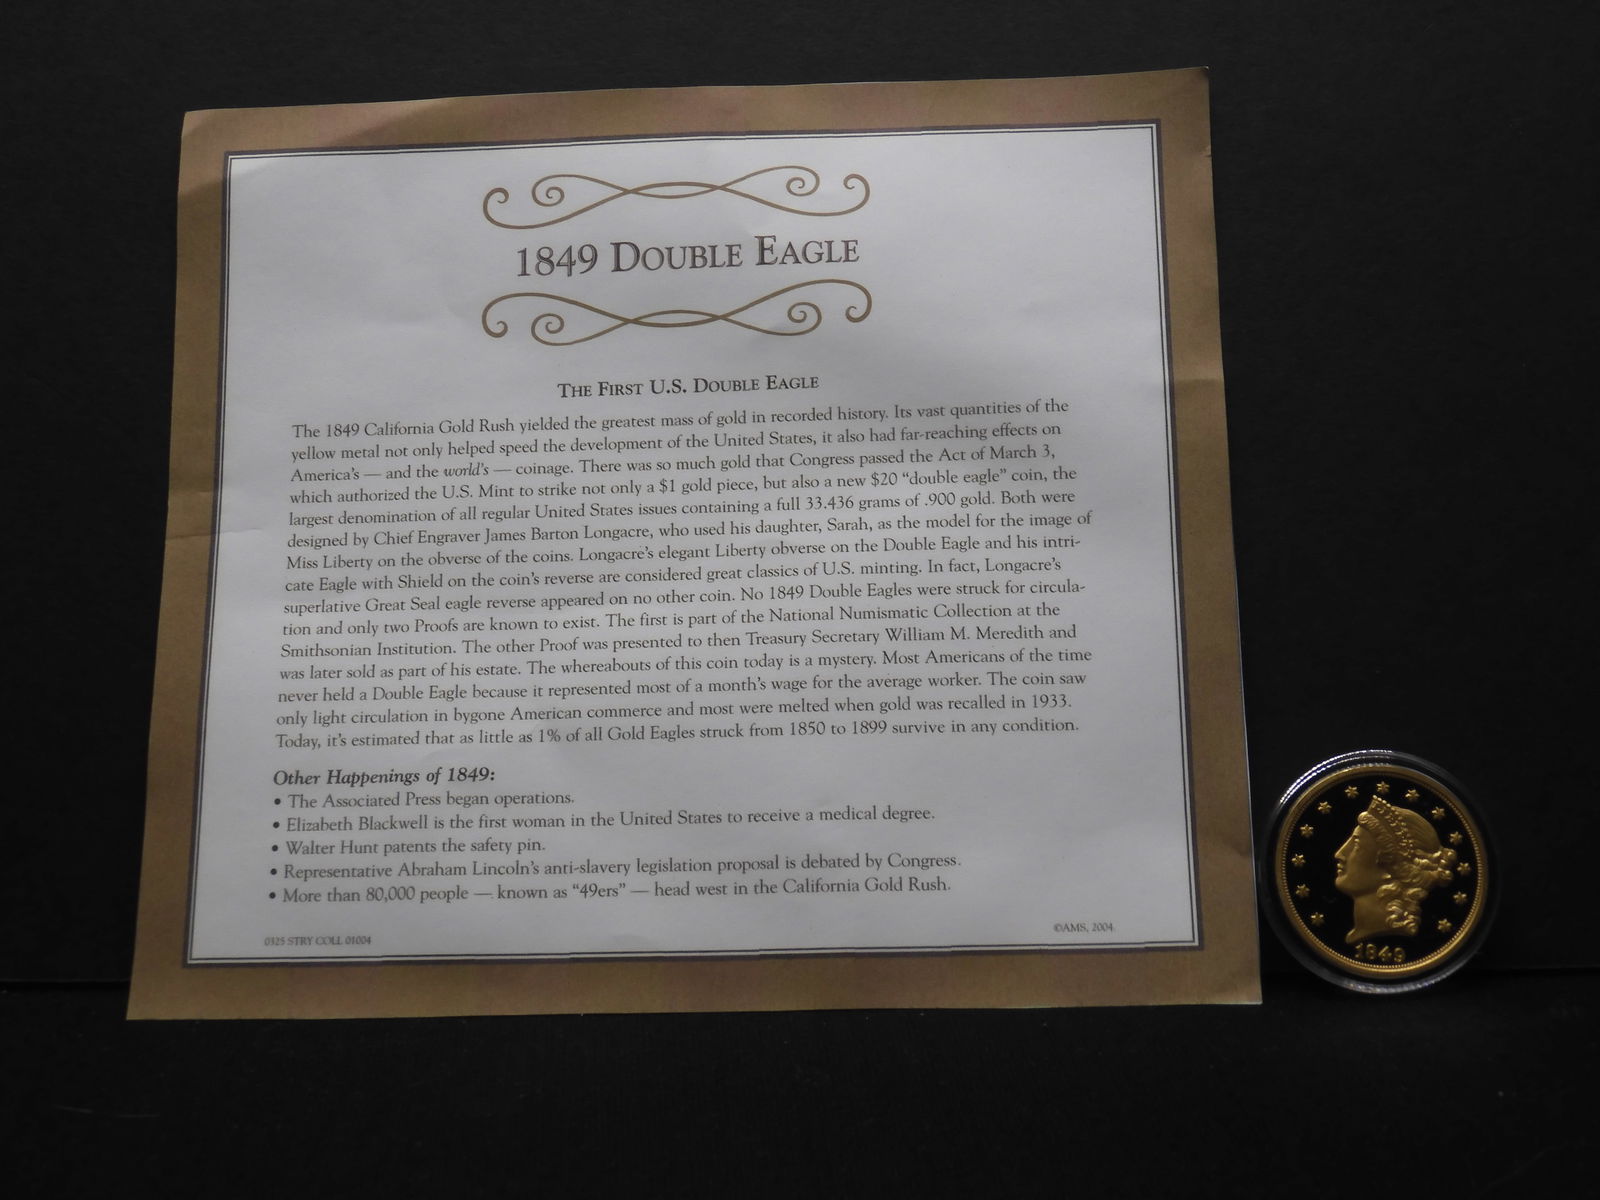 1849 DOUBLE EAGLE
THE FIRST U.S. DOUBLE EAGLE
The 1849 California Gold Rush yielded the greatest mass of gold in recorded history. Its vast quantities of the
yellow metal not only helped speed the development of the United States, it also had far-reaching effects on
America's — and the world's — coinage. There was so much gold that Congress passed the Act of March 3,
which authorized the U.S. Mint to strike not only a $1 gold piece, but also a new $20 "double eagle" coin, the
largest denomination of all regular United States issues containing a full 33.436 grams of .900 gold. Both were
designed by Chief Engraver James Barton Longacre, who used his daughter, Sarah, as the model for the image of
Miss Liberty on the obverse of the coins. Longacre's elegant Liberty obverse on the Double Eagle and his intri-
cate Eagle with Shield on the coin's reverse are considered great classics of U.S. minting. In fact, Longacre's
superlative Great Seal eagle reverse appeared on no other coin. No 1849 Double Eagles were struck for circula-
tion and only two Proofs are known to exist. The first is part of the National Numismatic Collection at the
Smithsonian Institution. The other Proof was presented to then Treasury Secretary William M. Meredith and
was later sold as part of his estate. The whereabouts of this coin today is a mystery. Most Americans of the time
never held a Double Eagle because it represented most of a month's wage for the average worker. The coin saw
only light circulation in bygone American commerce and most were melted when gold was recalled in 1933.
Today, it's estimated that as little as 1% of all Gold Eagles struck from 1850 to 1899 survive in any condition.
Other Happenings of 1849:
• The Associated Press began operations.
• Elizabeth Blackwell is the first woman in the United States to receive a medical degree.
• Walter Hunt patents the safety pin.
• Representative Abraham Lincoln's anti-slavery legislation proposal is debated by Congress.
• More than 80,000 people — known as "49ers" — head west in the California Gold Rush.
0325 STRY COLL 01004
©AMS, 2004
1849